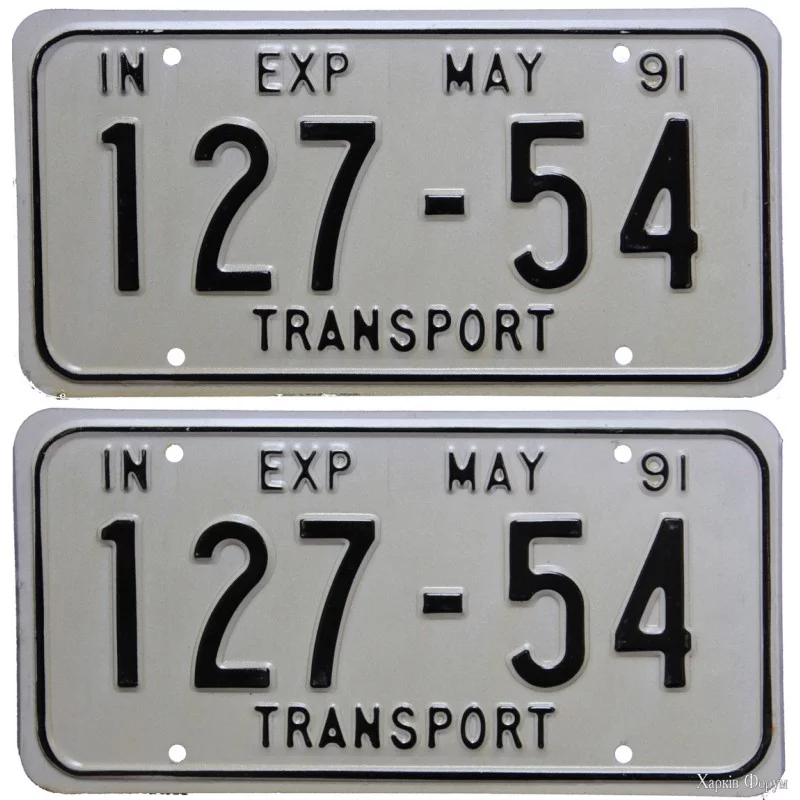 IN EXP MAY 91
127-54
TRANSPORT
IN EXP MAY 91
127-54
TRANSPORT
Харків Форум